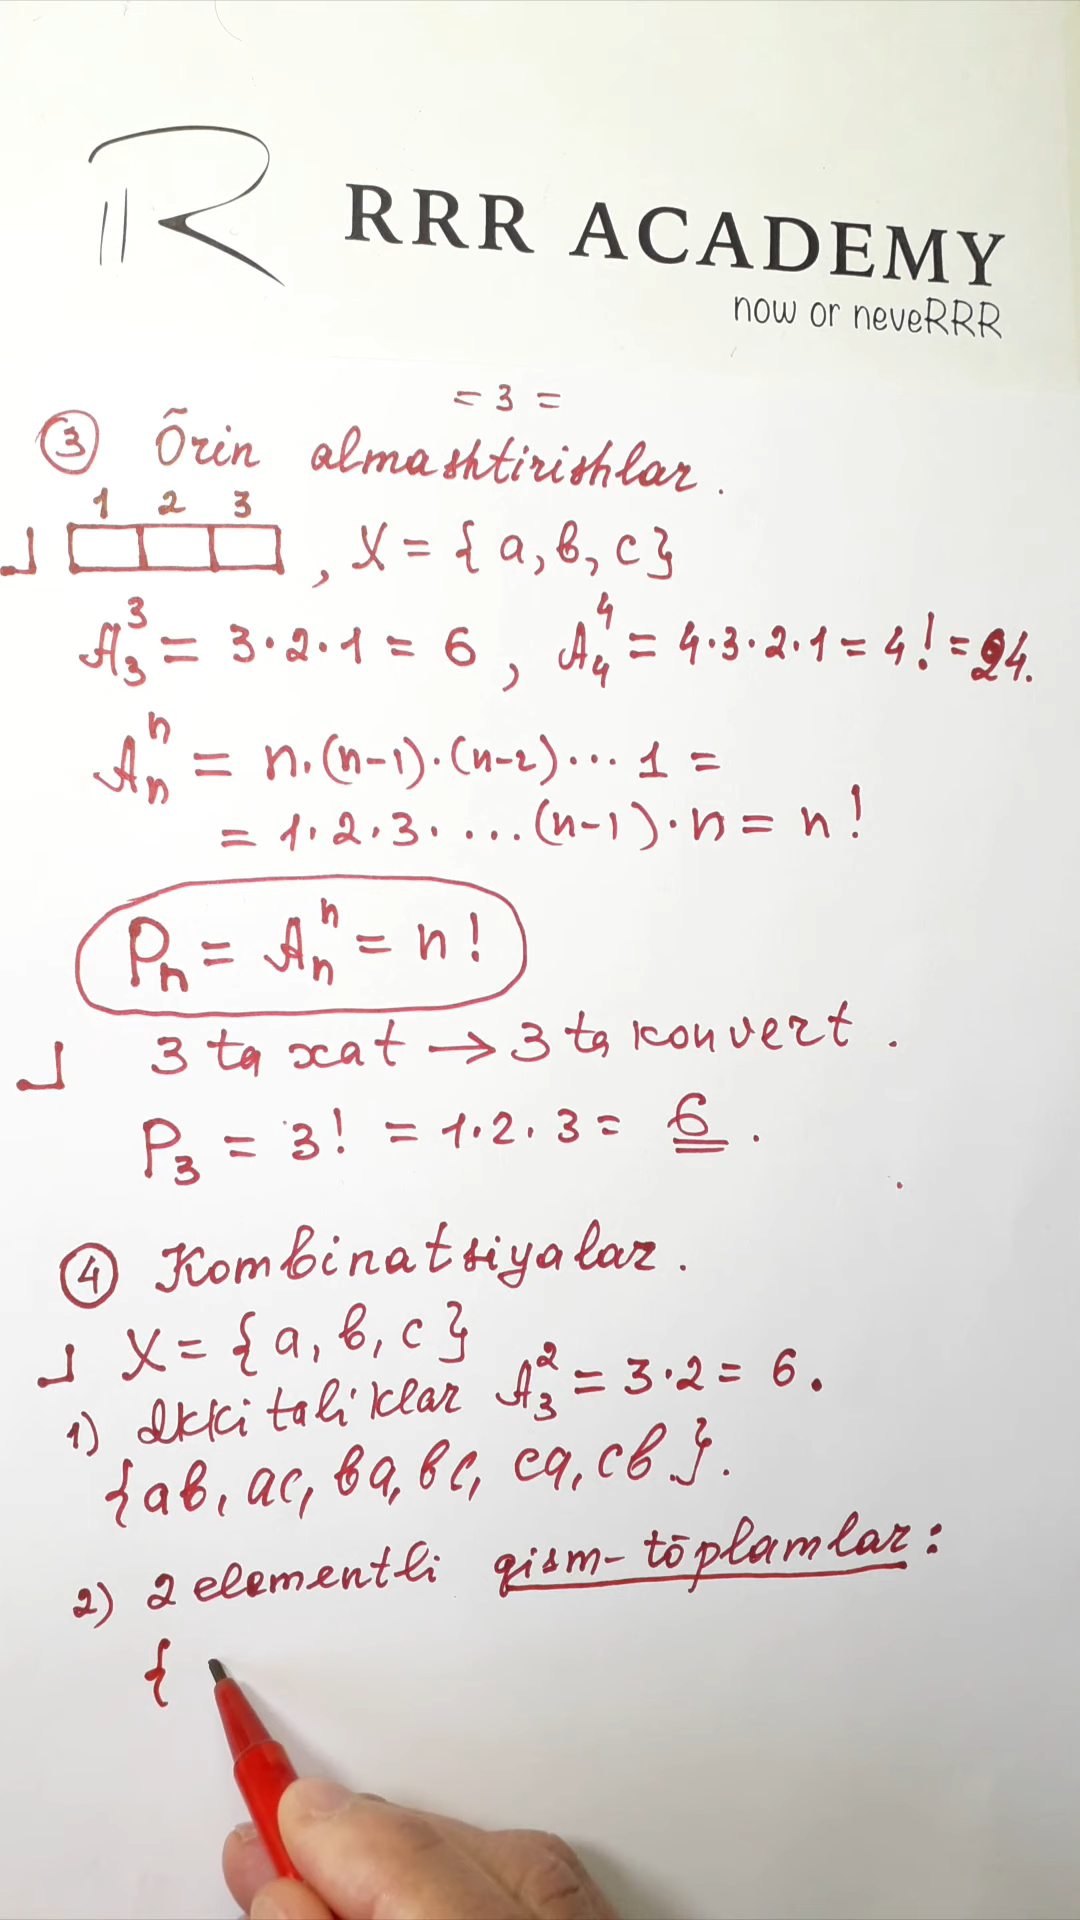 RRR ACADEMY
now or neveRRR
= 3 =
③ Õrin almashtirishlar.
1 2 3
, X = {a, b, c}
A₃³ = 3·2·1 = 6, A₄⁴ = 4·3·2·1 = 4! = 24.
Aₙⁿ = n·(n-1)·(n-2)···1 =
= 1·2·3·...(n-1)·n = n!
Pₙ = Aₙⁿ = n!
3 ta xat → 3 ta konvert.
P₃ = 3! = 1·2·3 = 6.
④ Kombinatsiyalar.
X = {a, b, c}
1) Ikki taliklar A₃² = 3·2 = 6.
{ab, ac, ba, bc, ca, cb}.
2) 2 elementli qism-tōplamlar:
{